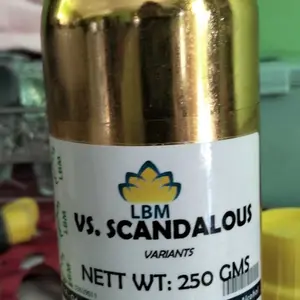 LBM
VS. SCANDALOUS
VARIANTS
NETT WT: 250 GMS